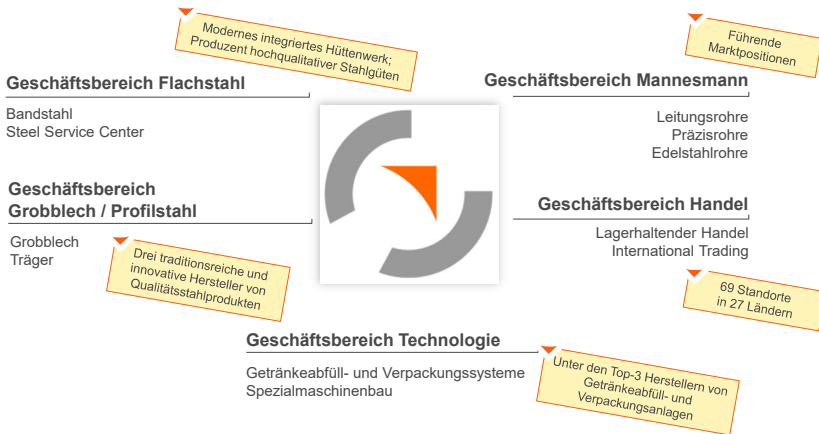 Modernes integriertes Hüttenwerk;
Produzent hochqualitativer Stahlgüten
Geschäftsbereich Flachstahl
Bandstahl
Steel Service Center
Führende
Marktpositionen
Geschäftsbereich Mannesmann
Leitungsrohre
Präzisrohre
Edelstahlrohre
Geschäftsbereich
Grobblech / Profilstahl
Grobblech
Träger
Drei traditionsreiche und
innovative Hersteller von
Qualitätsstahlprodukten
Geschäftsbereich Handel
Lagerhaltender Handel
International Trading
69 Standorte
in 27 Ländern
Geschäftsbereich Technologie
Getränkeabfüll- und Verpackungssysteme
Spezialmaschinenbau
Unter den Top-3 Herstellern von
Getränkeabfüll- und
Verpackungsanlagen